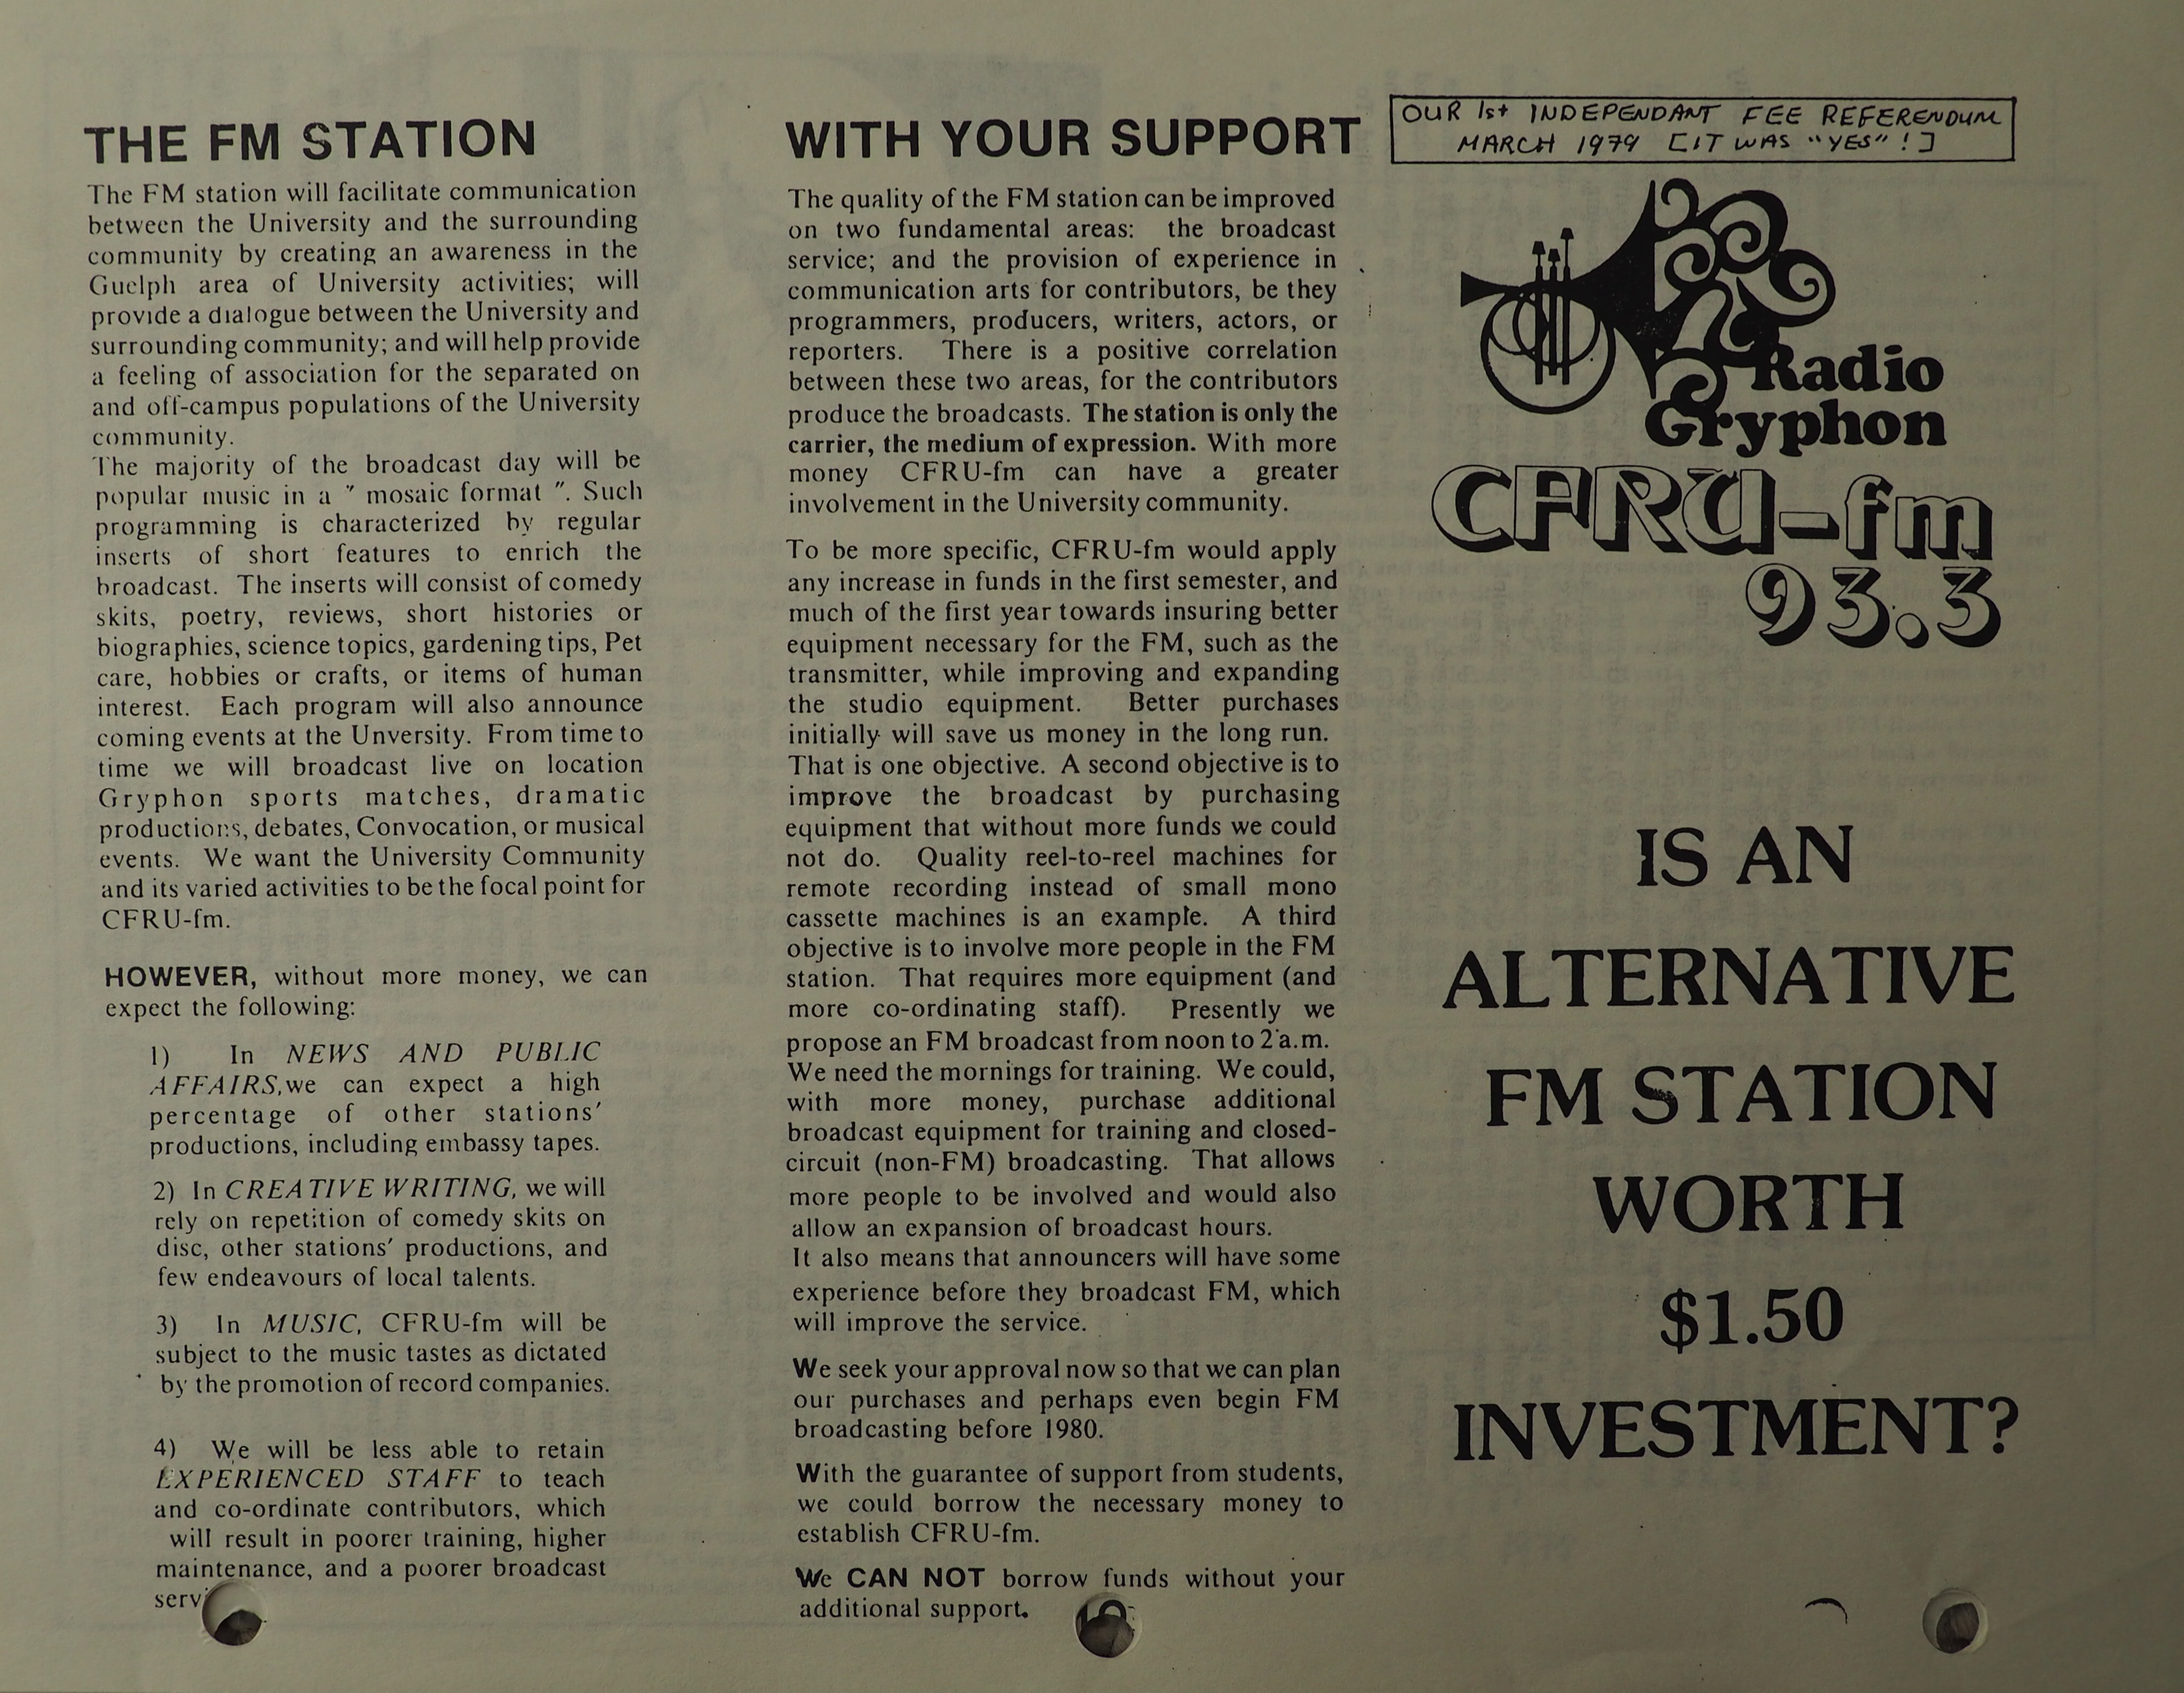 THE FM STATION
The FM station will facilitate communication
between the University and the surrounding
community by creating an awareness in the
Guelph area of University activities; will
provide a dialogue between the University and
surrounding community; and will help provide
a feeling of association for the separated on
and off-campus populations of the University
community.
The majority of the broadcast day will be
popular music in a " mosaic format ". Such
programming is characterized by regular
inserts of short features to enrich the
broadcast. The inserts will consist of comedy
skits, poetry, reviews, short histories or
biographies, science topics, gardening tips, Pet
care, hobbies or crafts, or items of human
interest. Each program will also announce
coming events at the Unversity. From time to
time we will broadcast live on location
Gryphon sports matches, dramatic
productions, debates, Convocation, or musical
events. We want the University Community
and its varied activities to be the focal point for
CFRU-fm.
HOWEVER, without more money, we can
expect the following:
1) In NEWS AND PUBLIC
AFFAIRS,we can expect a high
percentage of other stations'
productions, including embassy tapes.
2) In CREATIVE WRITING, we will
rely on repetition of comedy skits on
disc, other stations' productions, and
few endeavours of local talents.
3) In MUSIC, CFRU-fm will be
subject to the music tastes as dictated
by the promotion of record companies.
4) We will be less able to retain
EXPERIENCED STAFF to teach
and co-ordinate contributors, which
will result in poorer training, higher
maintenance, and a poorer broadcast
WITH YOUR SUPPORT
The quality of the FM station can be improved
on two fundamental areas: the broadcast
service; and the provision of experience in
communication arts for contributors, be they
programmers, producers, writers, actors, or
reporters. There is a positive correlation
between these two areas, for the contributors
produce the broadcasts. The station is only the
carrier, the medium of expression. With more
money CFRU-fm can have a greater
involvement in the University community.
To be more specific, CFRU-fm would apply
any increase in funds in the first semester, and
much of the first year towards insuring better
equipment necessary for the FM, such as the
transmitter, while improving and expanding
the studio equipment. Better purchases
initially will save us money in the long run.
That is one objective. A second objective is to
improve the broadcast by purchasing
equipment that without more funds we could
not do. Quality reel-to-reel machines for
remote recording instead of small mono
cassette machines is an example. A third
objective is to involve more people in the FM
station. That requires more equipment (and
more co-ordinating staff). Presently we
propose an FM broadcast from noon to 2 a.m.
We need the mornings for training. We could,
with more money, purchase additional
broadcast equipment for training and closed-
circuit (non-FM) broadcasting. That allows
more people to be involved and would also
allow an expansion of broadcast hours.
It also means that announcers will have some
experience before they broadcast FM, which
will improve the service.
We seek your approval now so that we can plan
our purchases and perhaps even begin FM
broadcasting before 1980.
With the guarantee of support from students,
we could borrow the necessary money to
establish CFRU-fm.
We CAN NOT borrow funds without your
additional support.
OUR 1st INDEPENDANT FEE REFERENDUM
MARCH 1979 [IT WAS "YES"!]
Radio
Gryphon
CFRU-fm
93.3
IS AN
ALTERNATIVE
FM STATION
WORTH
$1.50
INVESTMENT?